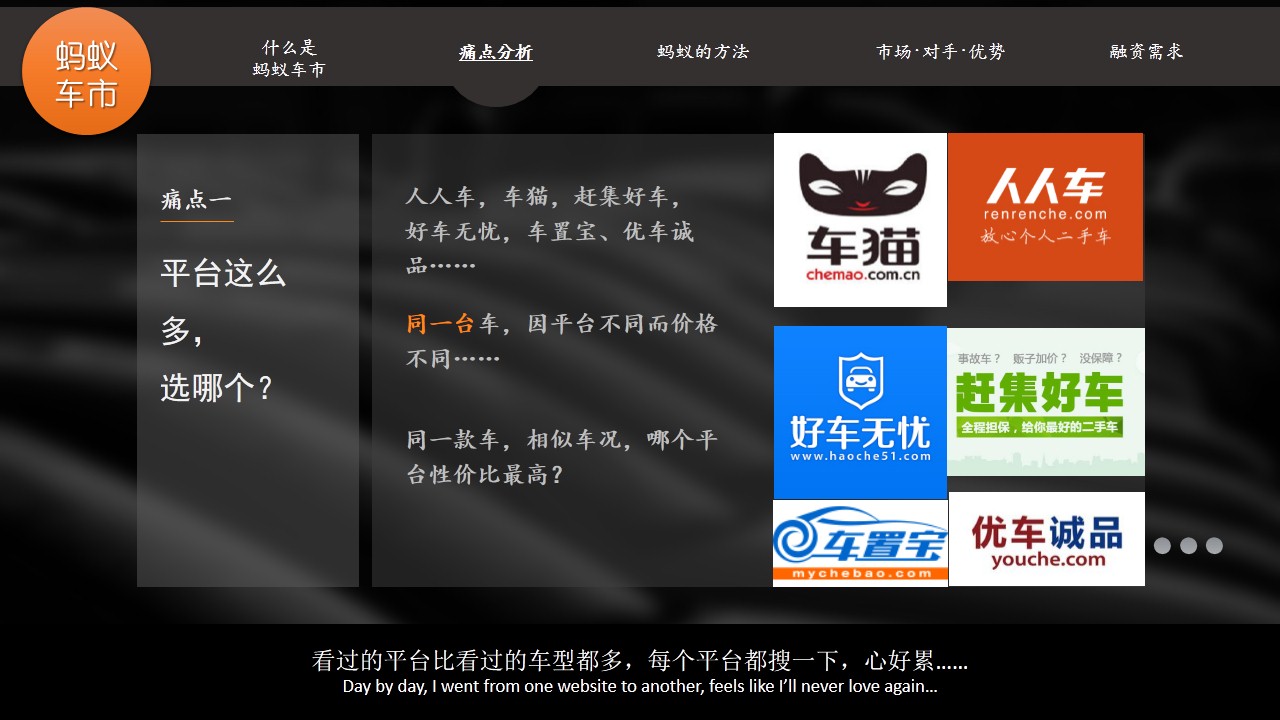 蚂蚁
车市
什么是
蚂蚁车市
痛点分析
蚂蚁的方法
市场·对手·优势
融资需求
痛点一
平台这么
多，
选哪个？
人人车，车猫，赶集好车，
好车无忧，车置宝、优车诚
品……
同一台车，因平台不同而价格
不同……
同一款车，相似车况，哪个平
台性价比最高？
车猫
chemao.com.cn
人人车
renrenche.com
放心个人二手车
好车无忧
www.haoche51.com
事故车？ 贩子加价？ 没保障？
赶集好车
全程担保，给你最好的二手车
车置宝
mychebao.com
优车诚品
youche.com
看过的平台比看过的车型都多，每个平台都搜一下，心好累……
Day by day, I went from one website to another, feels like I’ll never love again…